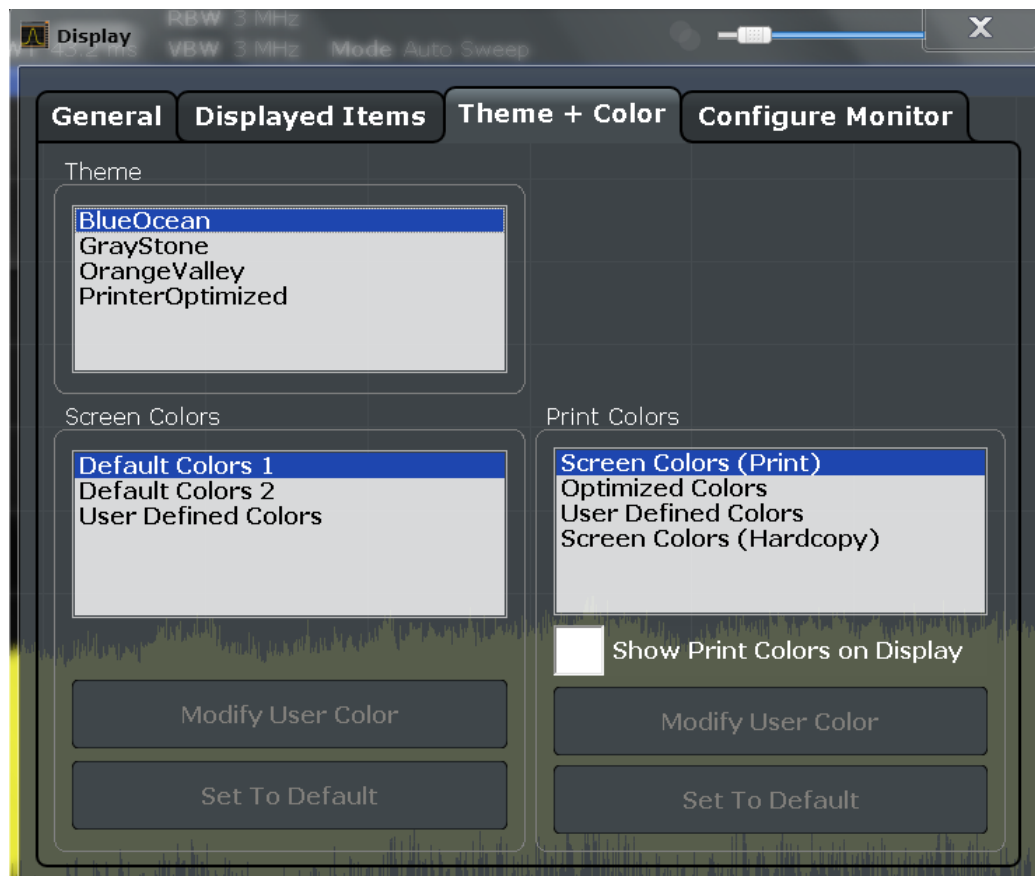 RBW 3 MHz
Display
43.2 ms VBW 3 MHz Mode Auto Sweep
X
General Displayed Items Theme + Color Configure Monitor
Theme
BlueOcean
GrayStone
OrangeValley
PrinterOptimized
Screen Colors Print Colors
Default Colors 1
Default Colors 2
User Defined Colors
Screen Colors (Print)
Optimized Colors
User Defined Colors
Screen Colors (Hardcopy)
Show Print Colors on Display
Modify User Color
Modify User Color
Set To Default
Set To Default